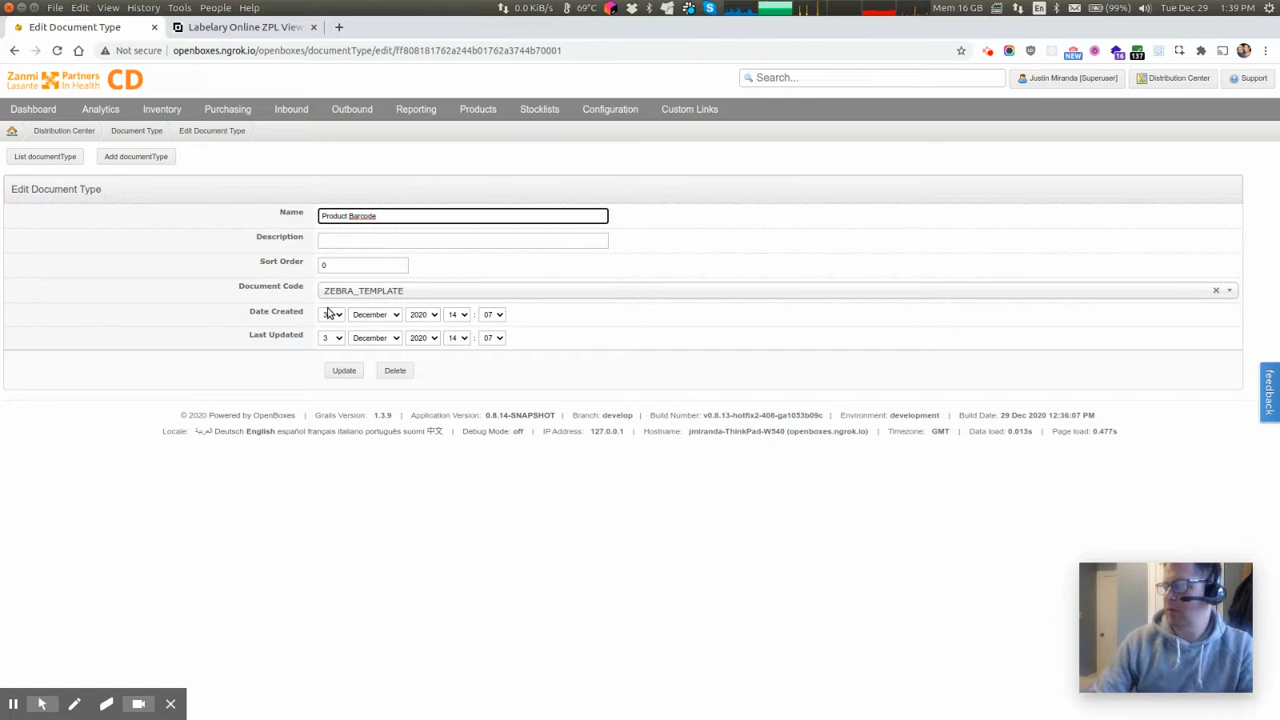 File Edit View History Tools People Help
0.0 KiB/s 69°C En (99%) Mem 16 GB Tue Dec 29 1:39 PM
Edit Document Type Labelary Online ZPL View
Not secure openboxes.ngrok.io/openboxes/documentType/edit/ff808181762a244b01762a3744b70001
NEW 16 137
Zanmi Lasante Partners In Health CD
Search... Justin Miranda [Superuser] Distribution Center Support
Dashboard Analytics Inventory Purchasing Inbound Outbound Reporting Products Stocklists Configuration Custom Links
Distribution Center Document Type Edit Document Type
List documentType Add documentType
Edit Document Type
Name Product Barcode
Description
Sort Order 0
Document Code ZEBRA_TEMPLATE
Date Created 3 December 2020 14 : 07
Last Updated 3 December 2020 14 : 07
Update Delete
feedback
© 2020 Powered by OpenBoxes | Grails Version: 1.3.9 | Application Version: 0.8.14-SNAPSHOT | Branch: develop | Build Number: v0.8.13-hotfix2-408-ga1053b09c | Environment: development | Build Date: 29 Dec 2020 12:36:07 PM
Locale: العربية Deutsch English español français italiano português suomi 中文 | Debug Mode: off | IP Address: 127.0.0.1 | Hostname: jmiranda-ThinkPad-W540 (openboxes.ngrok.io) | Timezone: GMT | Data load: 0.013s | Page load: 0.477s